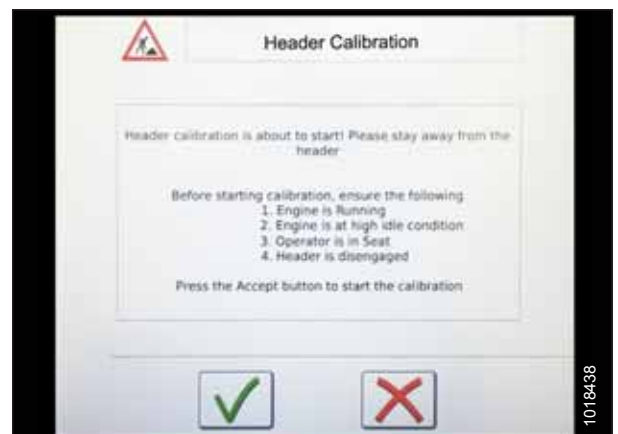 Header Calibration
Header calibration is about to start! Please stay away from the
header
Before starting calibration, ensure the following
1. Engine is Running
2. Engine is at high idle condition
3. Operator is in Seat
4. Header is disengaged
Press the Accept button to start the calibration
1018438